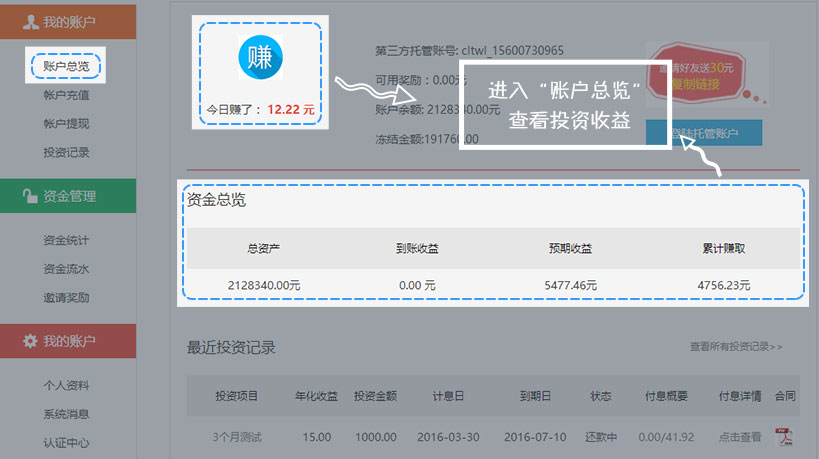 我的账户
账户总览
帐户充值
帐户提现
投资记录
资金管理
资金统计
资金流水
邀请奖励
我的账户
个人资料
系统消息
认证中心
赚
今日赚了：12.22 元
第三方托管账号: cltwl_15600730965
可用奖励：0.00元
账户余额: 2128340.00元
冻结金额:191760.00
邀请好友送30元
复制链接
登陆托管账户
进入“账户总览”
查看投资收益
资金总览
总资产 到账收益 预期收益 累计赚取
2128340.00元 0.00 元 5477.46元 4756.23元
最近投资记录
查看所有投资记录>>
投资项目 年化收益 投资金额 计息日 到期日 状态 付息概要 付息详情 合同
3个月测试 15.00 1000.00 2016-03-30 2016-07-10 还款中 0.00/41.92 点击查看